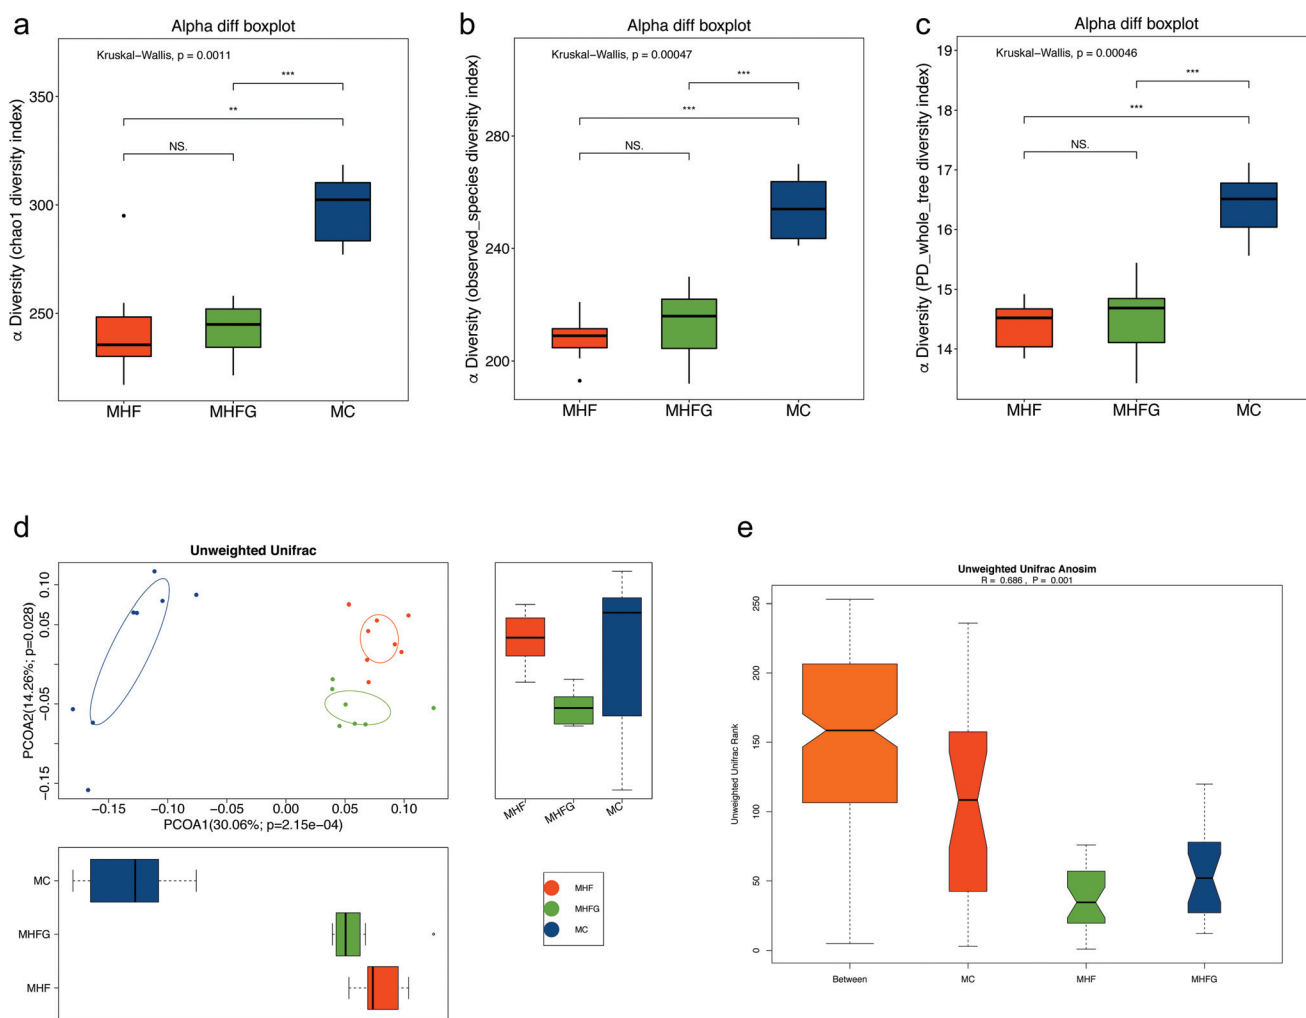 a
Alpha diff boxplot
Kruskal−Wallis, p = 0.0011
***
**
NS.
350
300
250
α Diversity (chao1 diversity index)
MHF
MHFG
MC
b
Alpha diff boxplot
Kruskal−Wallis, p = 0.00047
***
***
NS.
280
240
200
α Diversity (observed_species diversity index)
MHF
MHFG
MC
c
Alpha diff boxplot
Kruskal−Wallis, p = 0.00046
***
***
NS.
19
18
17
16
15
14
α Diversity (PD_whole_tree diversity index)
MHF
MHFG
MC
d
Unweighted Unifrac
0.10
0.05
−0.05
−0.15
PCOA2(14.26%; p=0.028)
−0.15
−0.10
−0.05
0.00
0.05
0.10
PCOA1(30.06%; p=2.15e−04)
MHF
MHFG
MC
MC
MHFG
MHF
MHF
MHFG
MC
e
Unweighted Unifrac Anosim
R = 0.686 , P = 0.001
250
200
150
100
50
0
Unweighted Unifrac Rank
Between
MC
MHF
MHFG